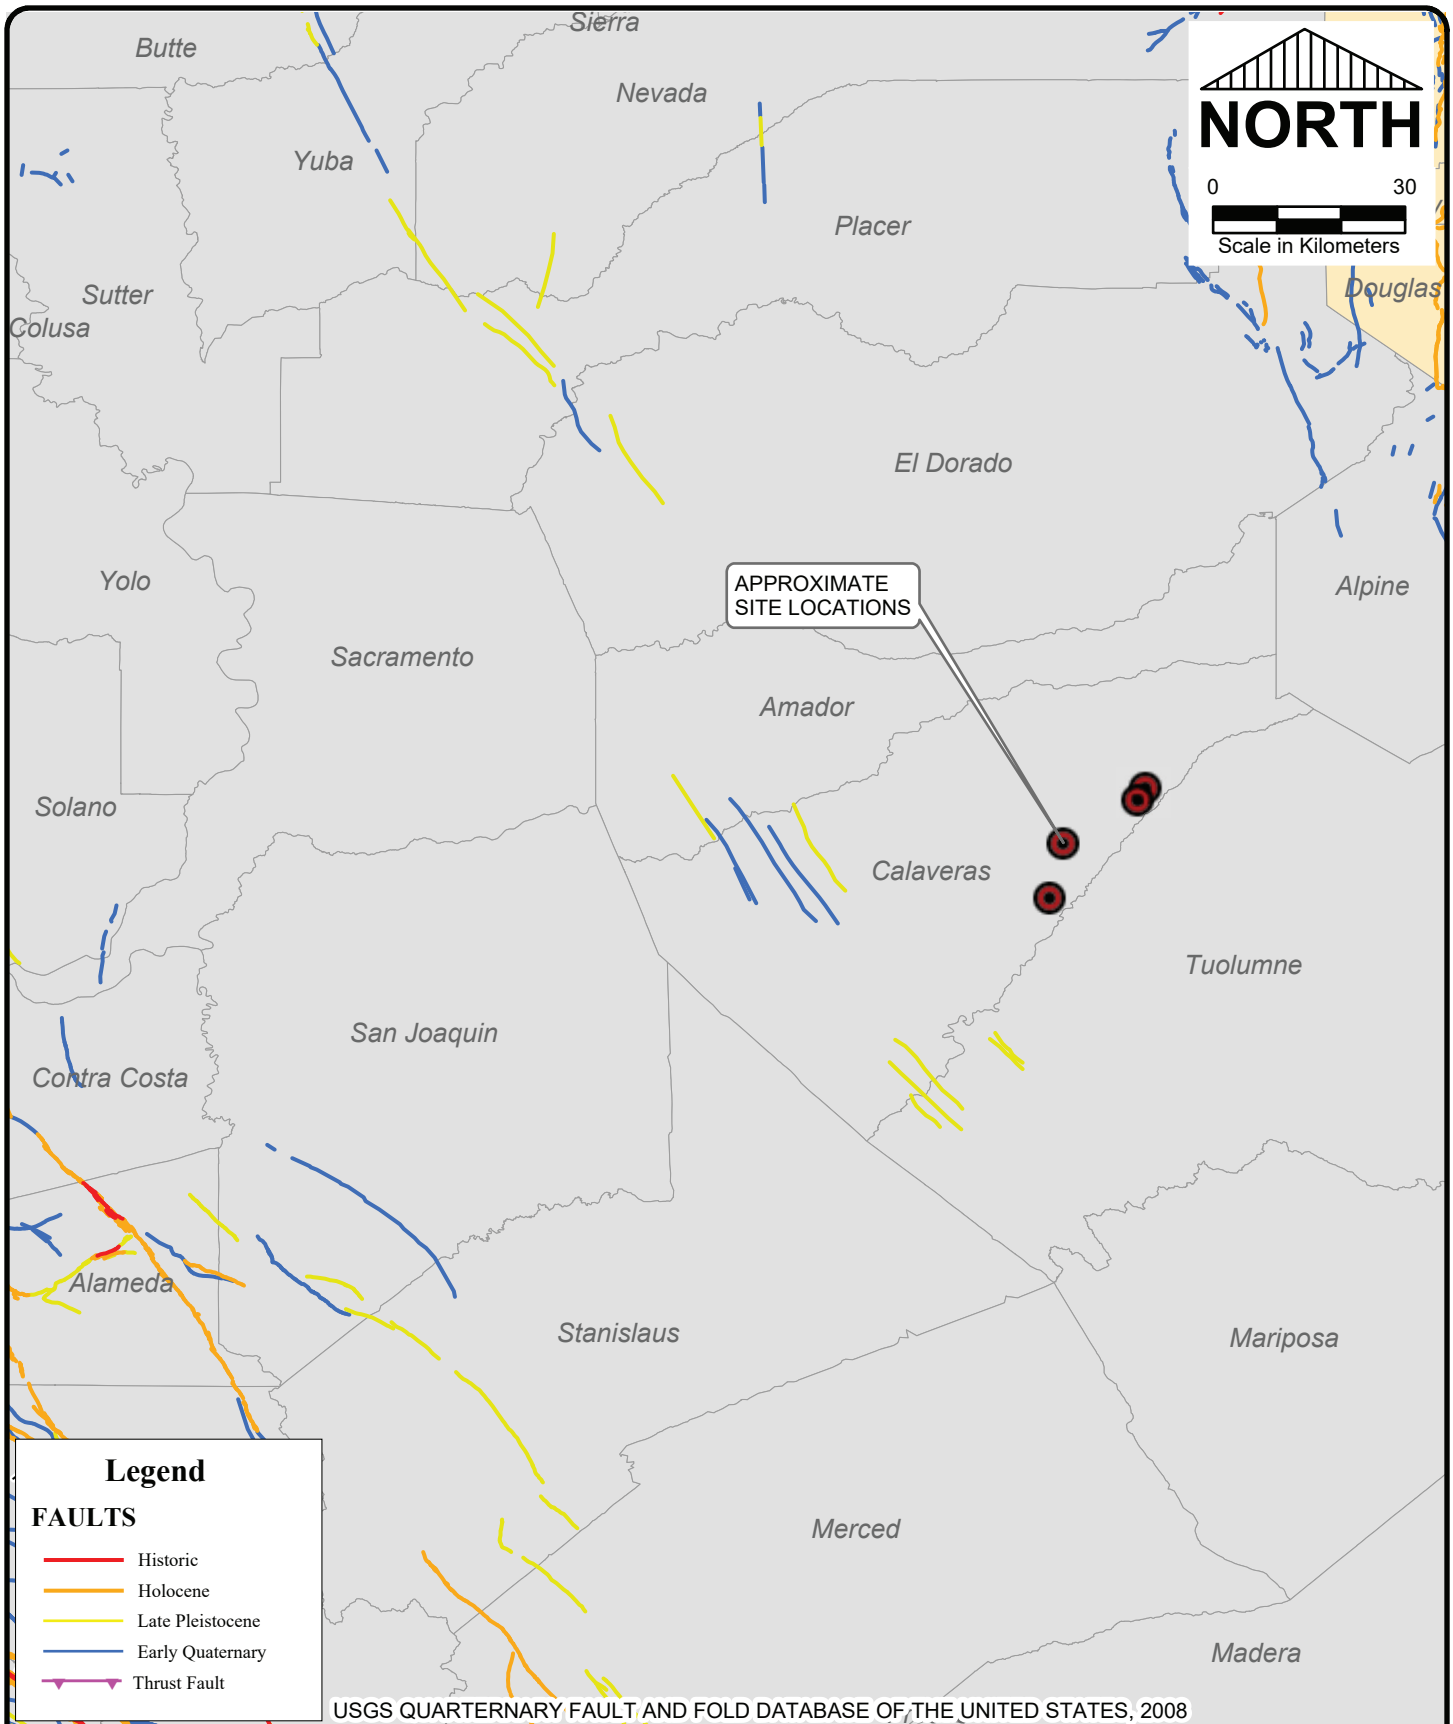 Sierra
Butte
Nevada
NORTH
Yuba
0 30
Scale in Kilometers
Placer
Sutter
Douglas
Colusa
El Dorado
Yolo
APPROXIMATE
SITE LOCATIONS
Alpine
Sacramento
Amador
Solano
Calaveras
Tuolumne
San Joaquin
Contra Costa
Alameda
Stanislaus
Mariposa
Legend
FAULTS
Historic
Holocene
Late Pleistocene
Early Quaternary
Thrust Fault
Merced
Madera
USGS QUARTERNARY FAULT AND FOLD DATABASE OF THE UNITED STATES, 2008